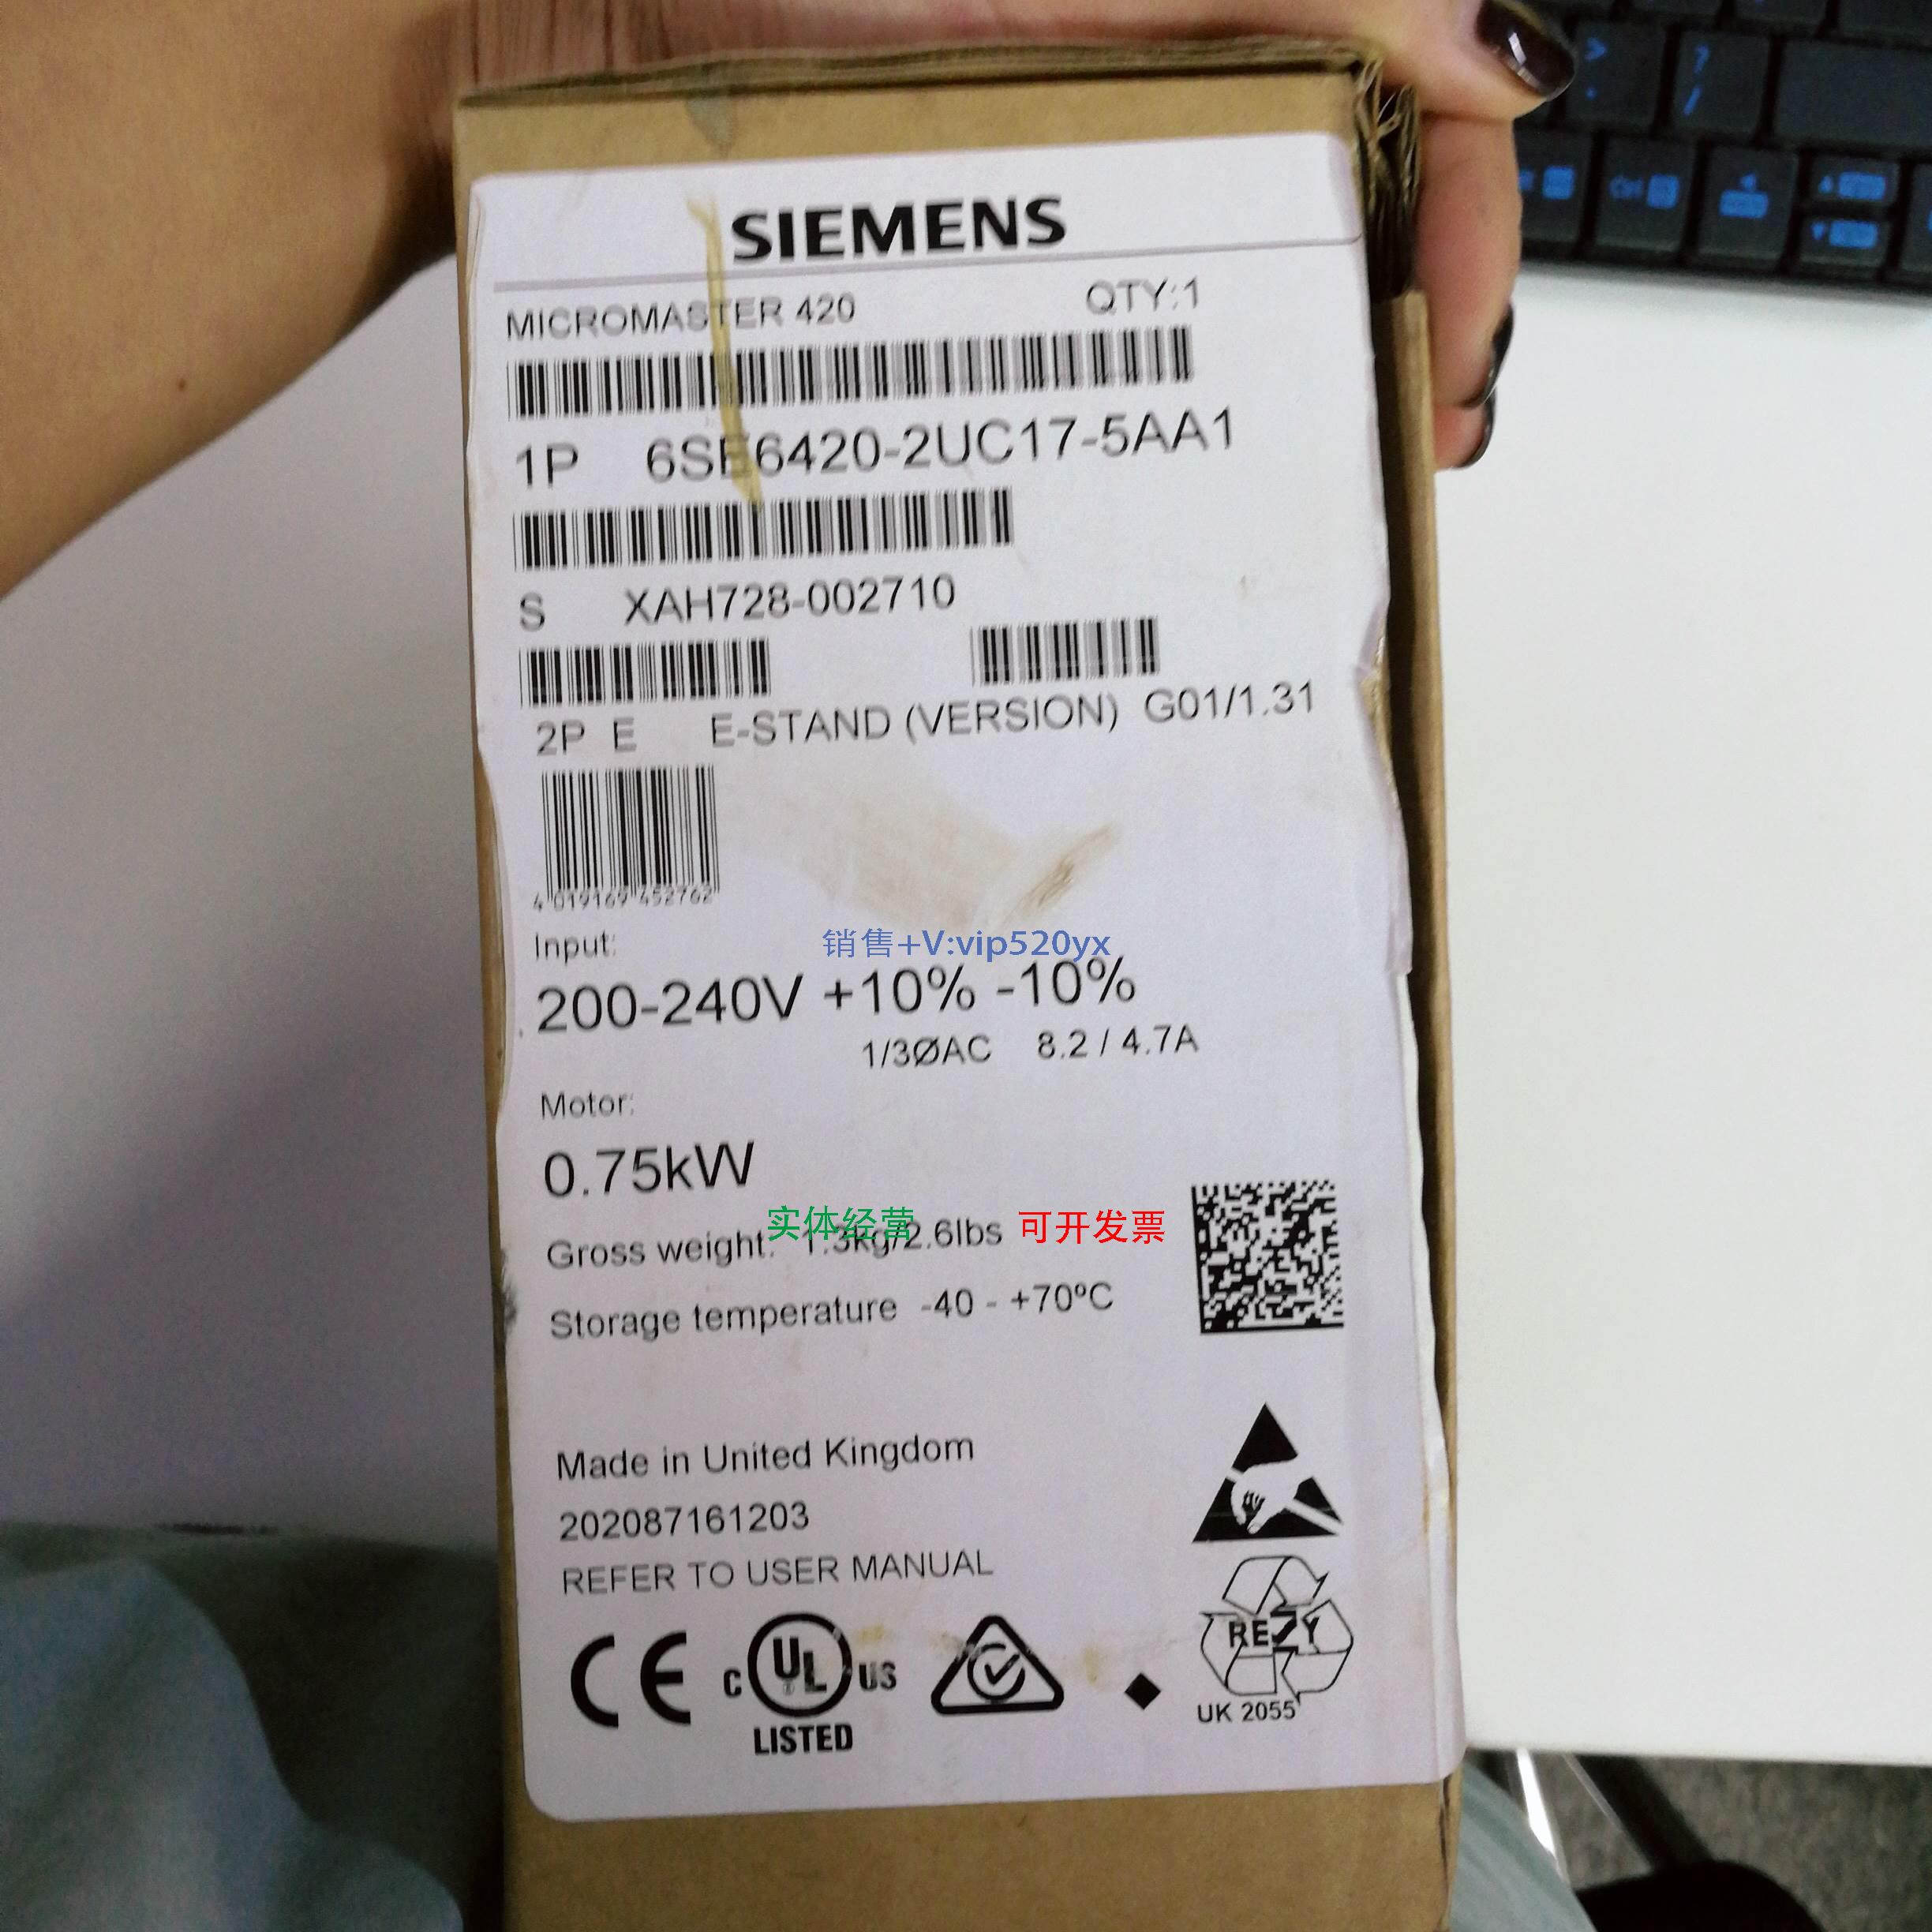 SIEMENS
MICROMASTER 420 QTY:1
1P 6SE6420-2UC17-5AA1
S XAH728-002710
2P E E-STAND (VERSION) G01/1.31
4 019169 452762
Input:
销售+V:vip520yx
200-240V +10% -10%
1/3ØAC 8.2 / 4.7A
Motor:
0.75kW
实体经营 可开发票
Gross weight: 1.3kg/2.6lbs
Storage temperature -40 - +70ºC
Made in United Kingdom
202087161203
REFER TO USER MANUAL
CE C UL US
LISTED
REZY
UK 2055